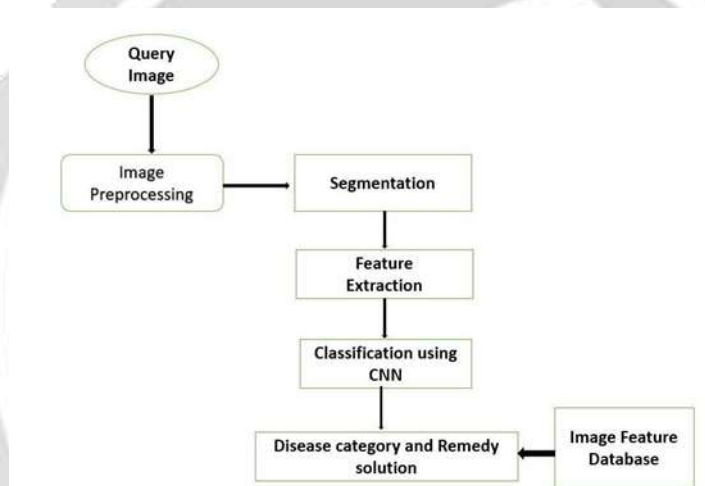 Query
Image
Image
Preprocessing
Segmentation
Feature
Extraction
Classification using
CNN
Disease category and Remedy
solution
Image Feature
Database